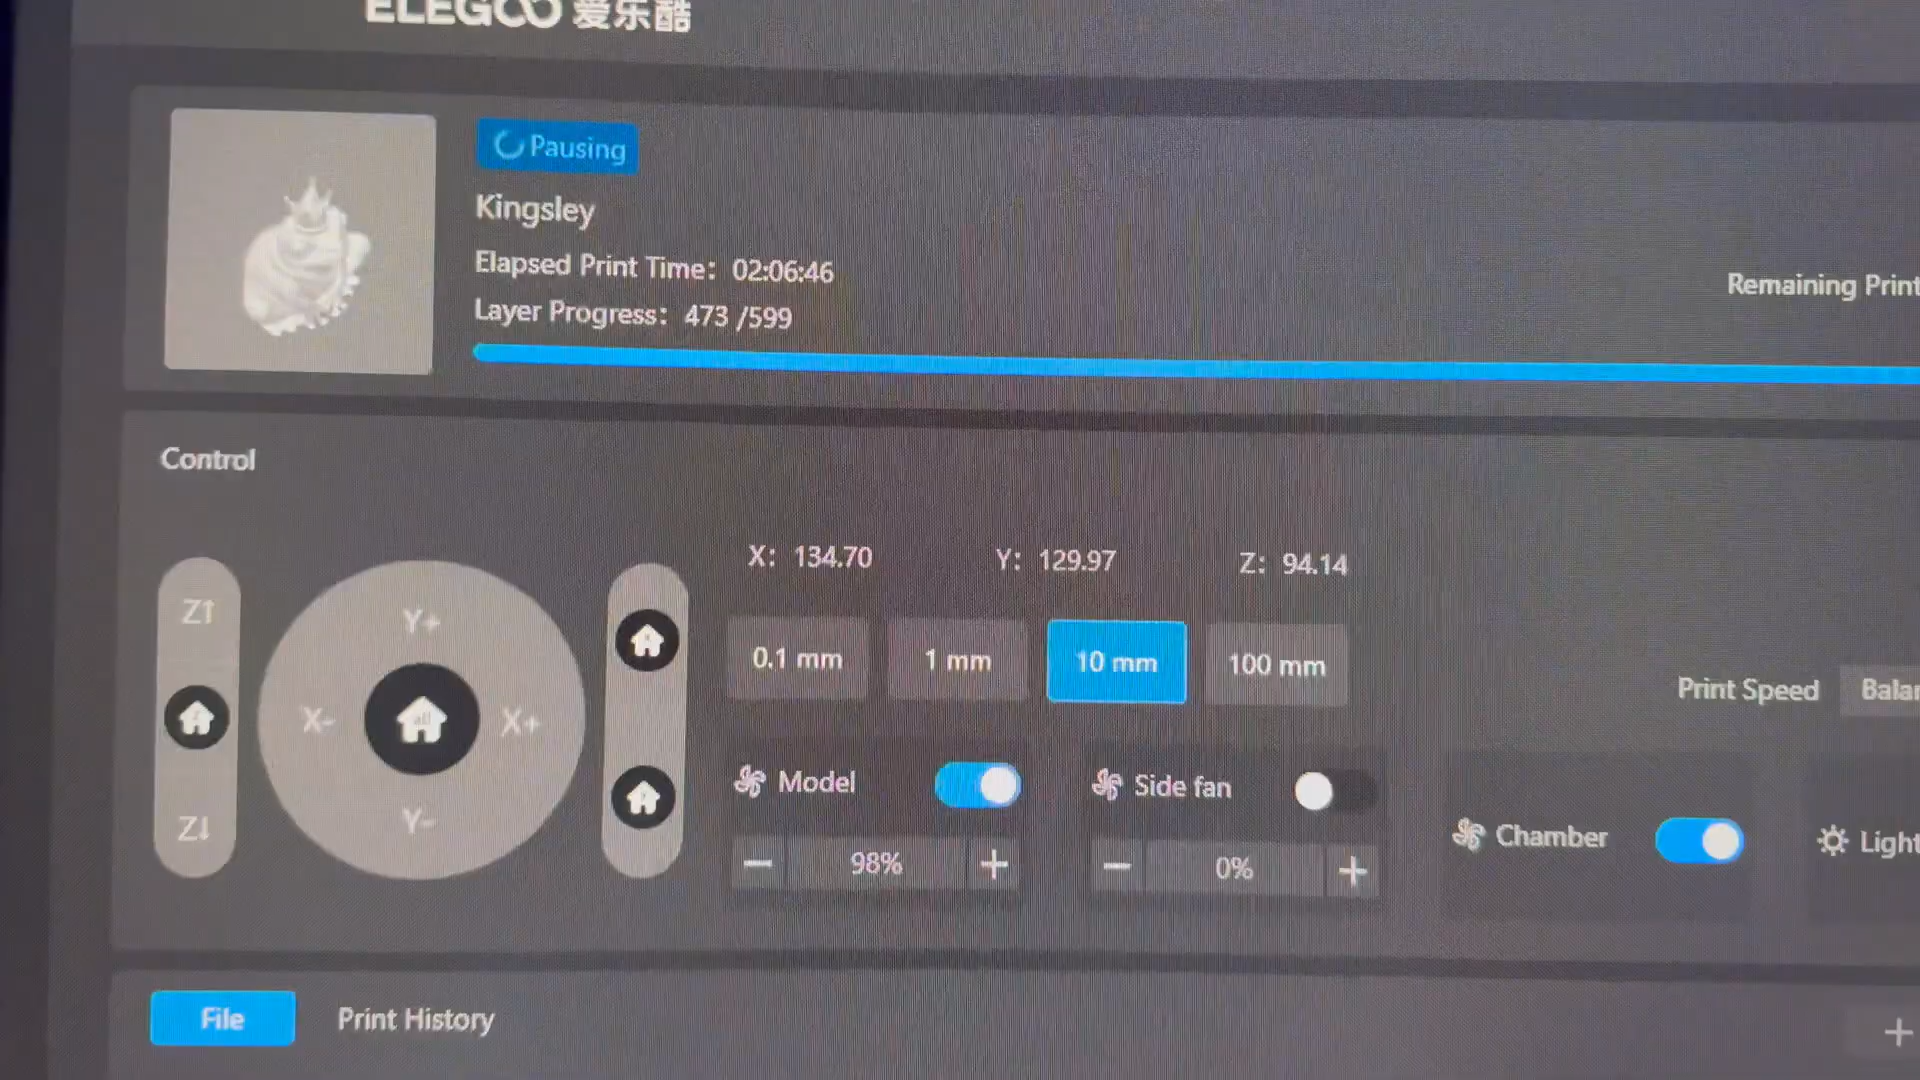 ELEGOO 爱乐酷
Pausing
Kingsley
Elapsed Print Time: 02:06:46
Layer Progress: 473 /599
Remaining Print
Control
X: 134.70 Y: 129.97 Z: 94.14
Z↑
Y+
0.1 mm 1 mm 10 mm 100 mm
X- all X+
Print Speed
Model Side fan
Z↓
Y-
Chamber Light
− 98% + − 0% +
File Print History +